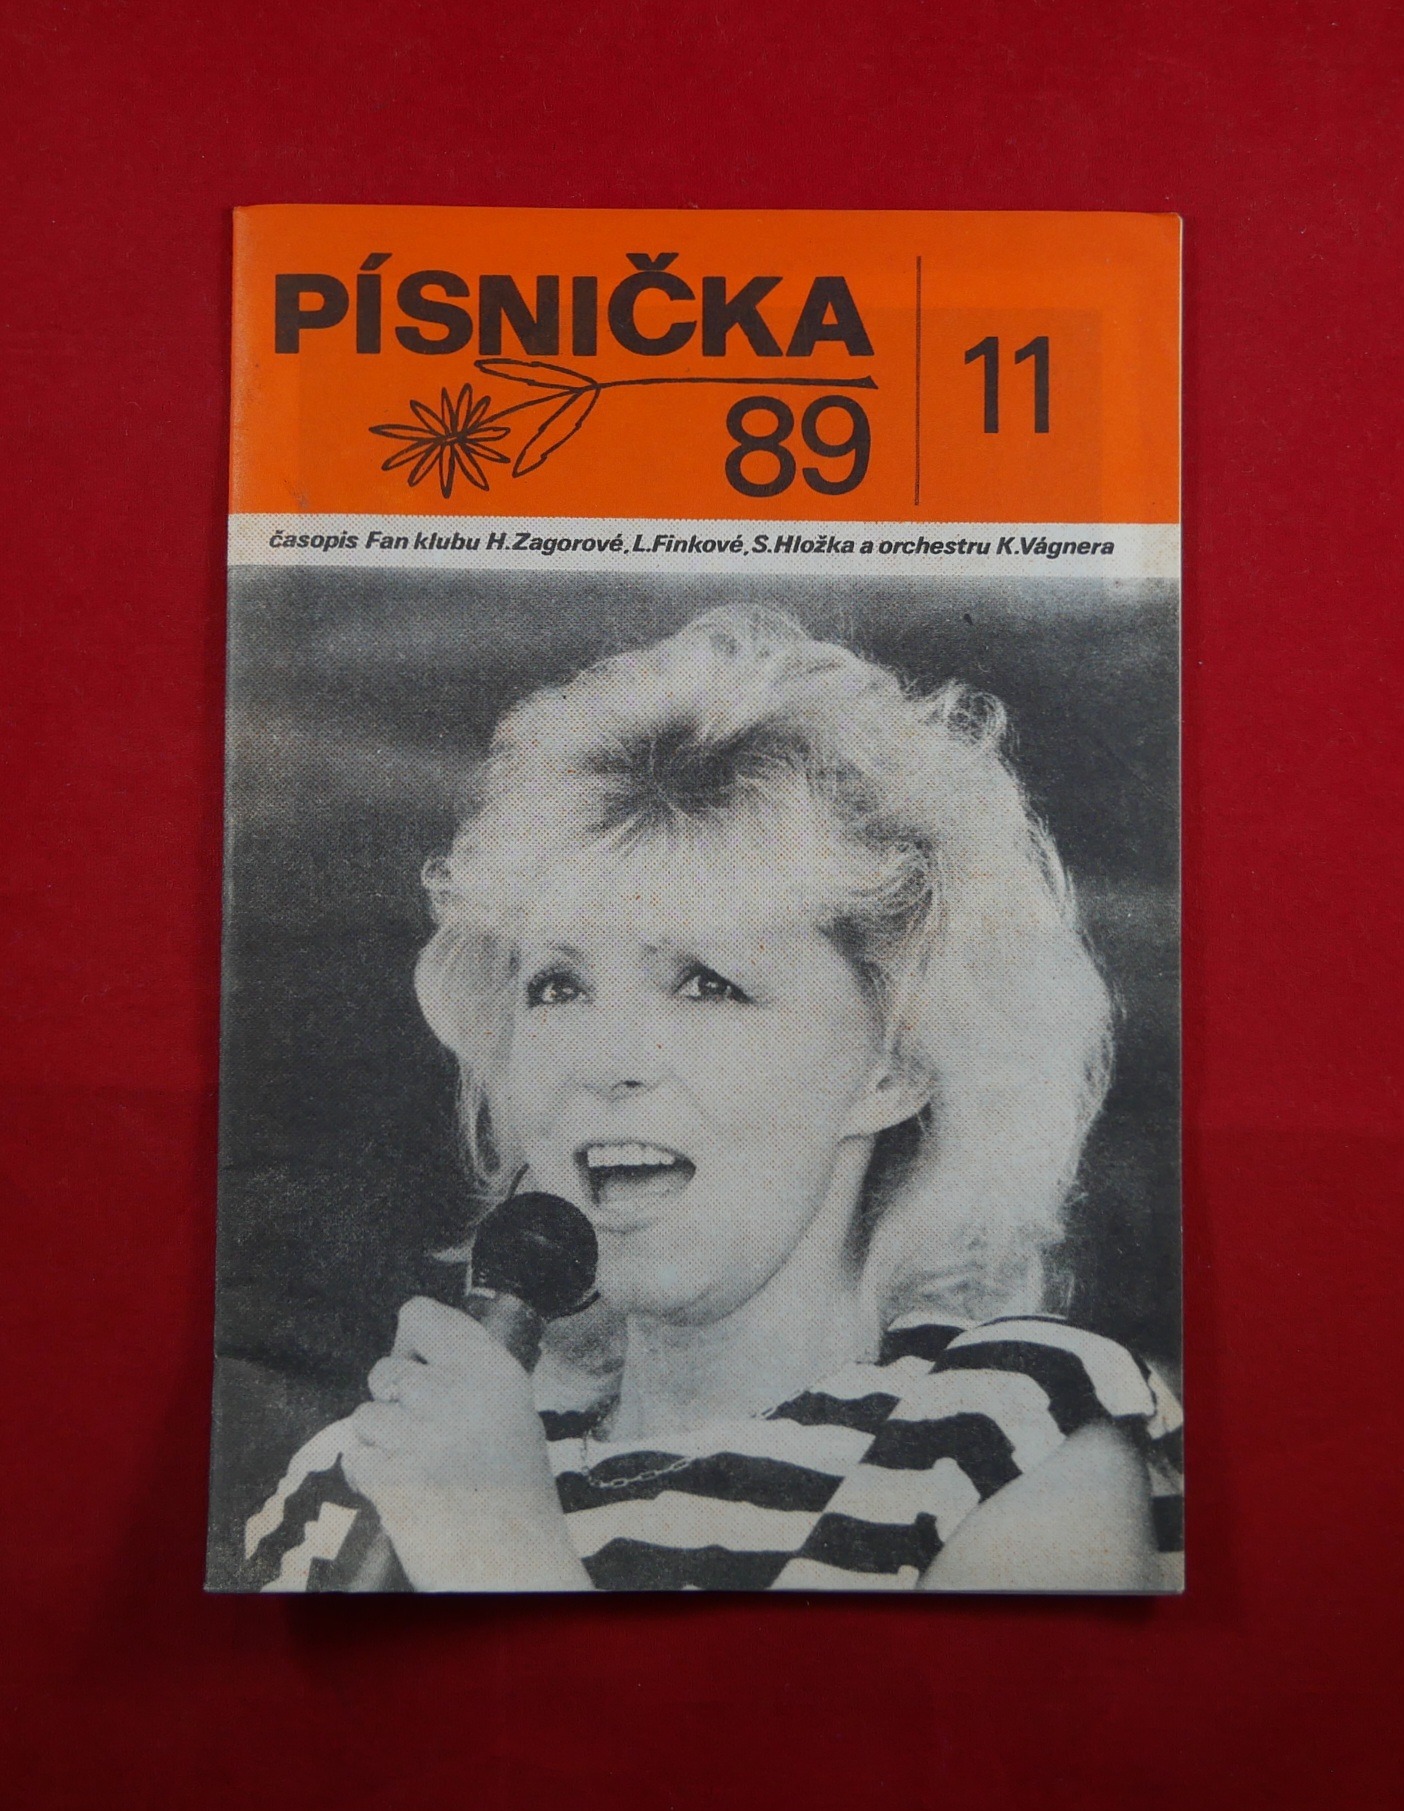 PÍSNIČKA
89
11
časopis Fan klubu H.Zagorové, L.Finkové, S.Hložka a orchestru K.Vágnera